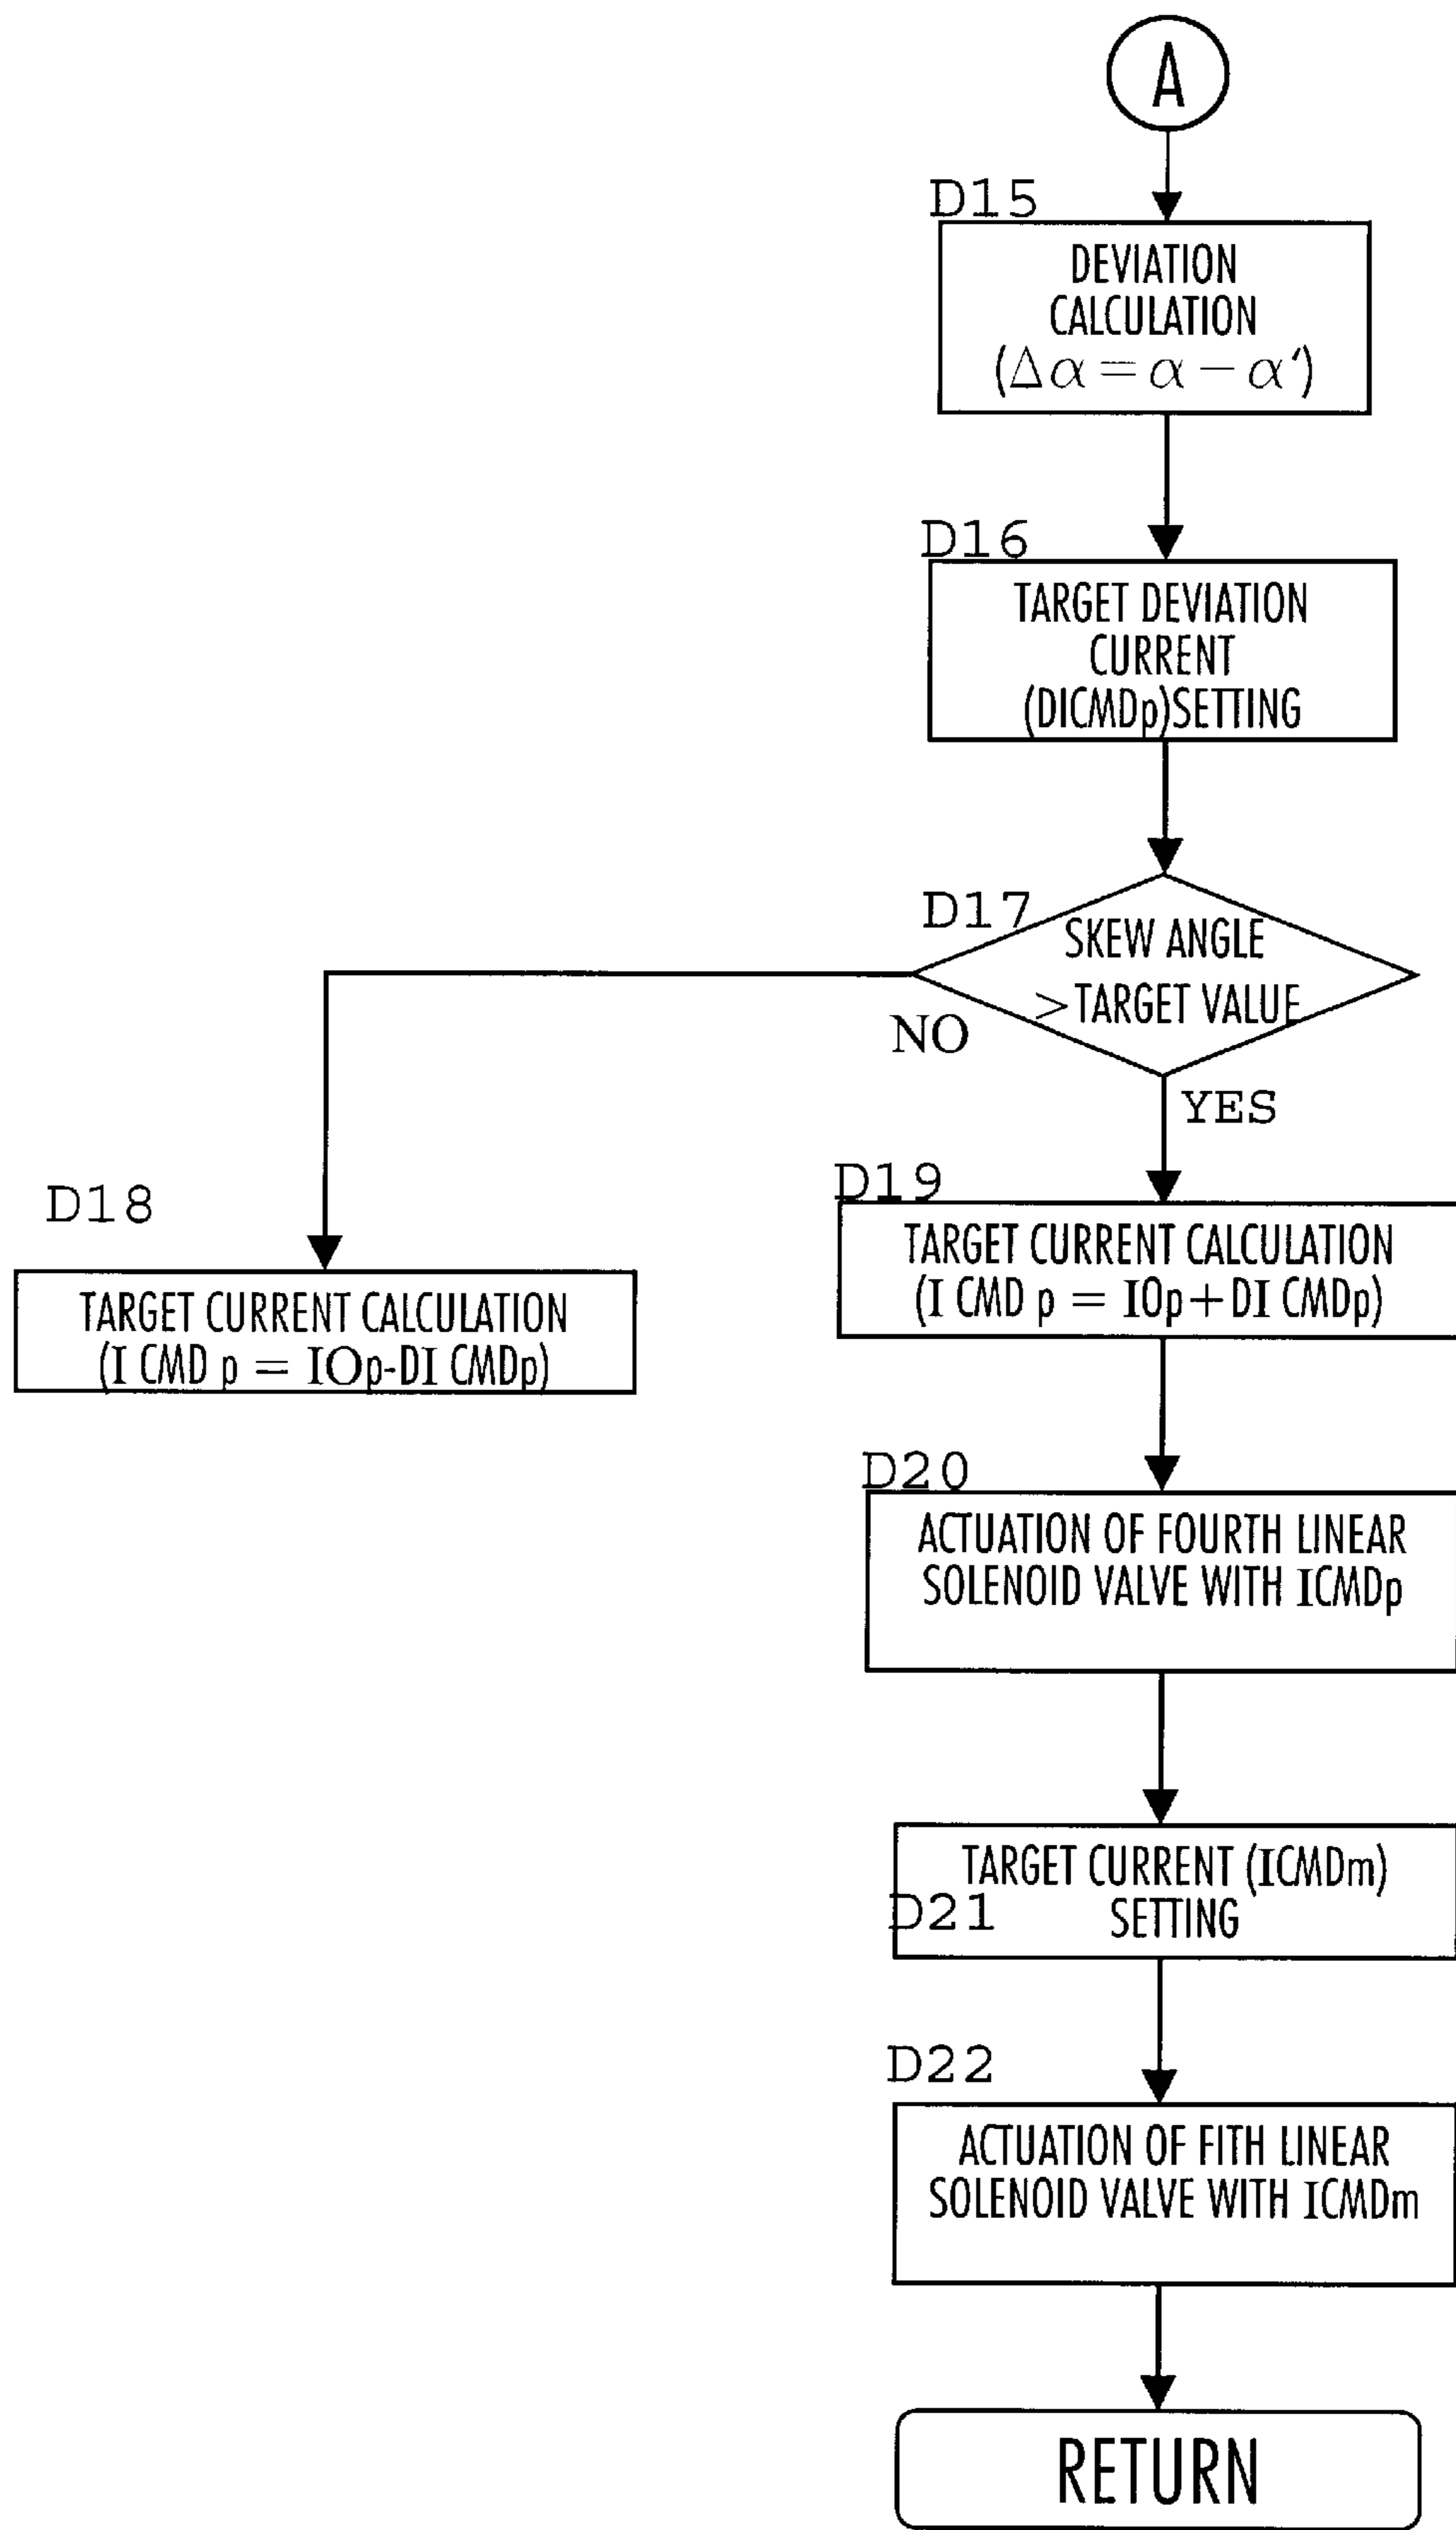 A
D15
DEVIATION
CALCULATION
(Δα = α − α')
D16
TARGET DEVIATION
CURRENT
(DICMDp)SETTING
D17
SKEW ANGLE
>TARGET VALUE
NO
YES
D18
TARGET CURRENT CALCULATION
(I CMD p = IOp-DI CMDp)
D19
TARGET CURRENT CALCULATION
(I CMD p = IOp+DI CMDp)
D20
ACTUATION OF FOURTH LINEAR
SOLENOID VALVE WITH ICMDp
TARGET CURRENT (ICMDm)
D21
SETTING
D22
ACTUATION OF FITH LINEAR
SOLENOID VALVE WITH ICMDm
RETURN